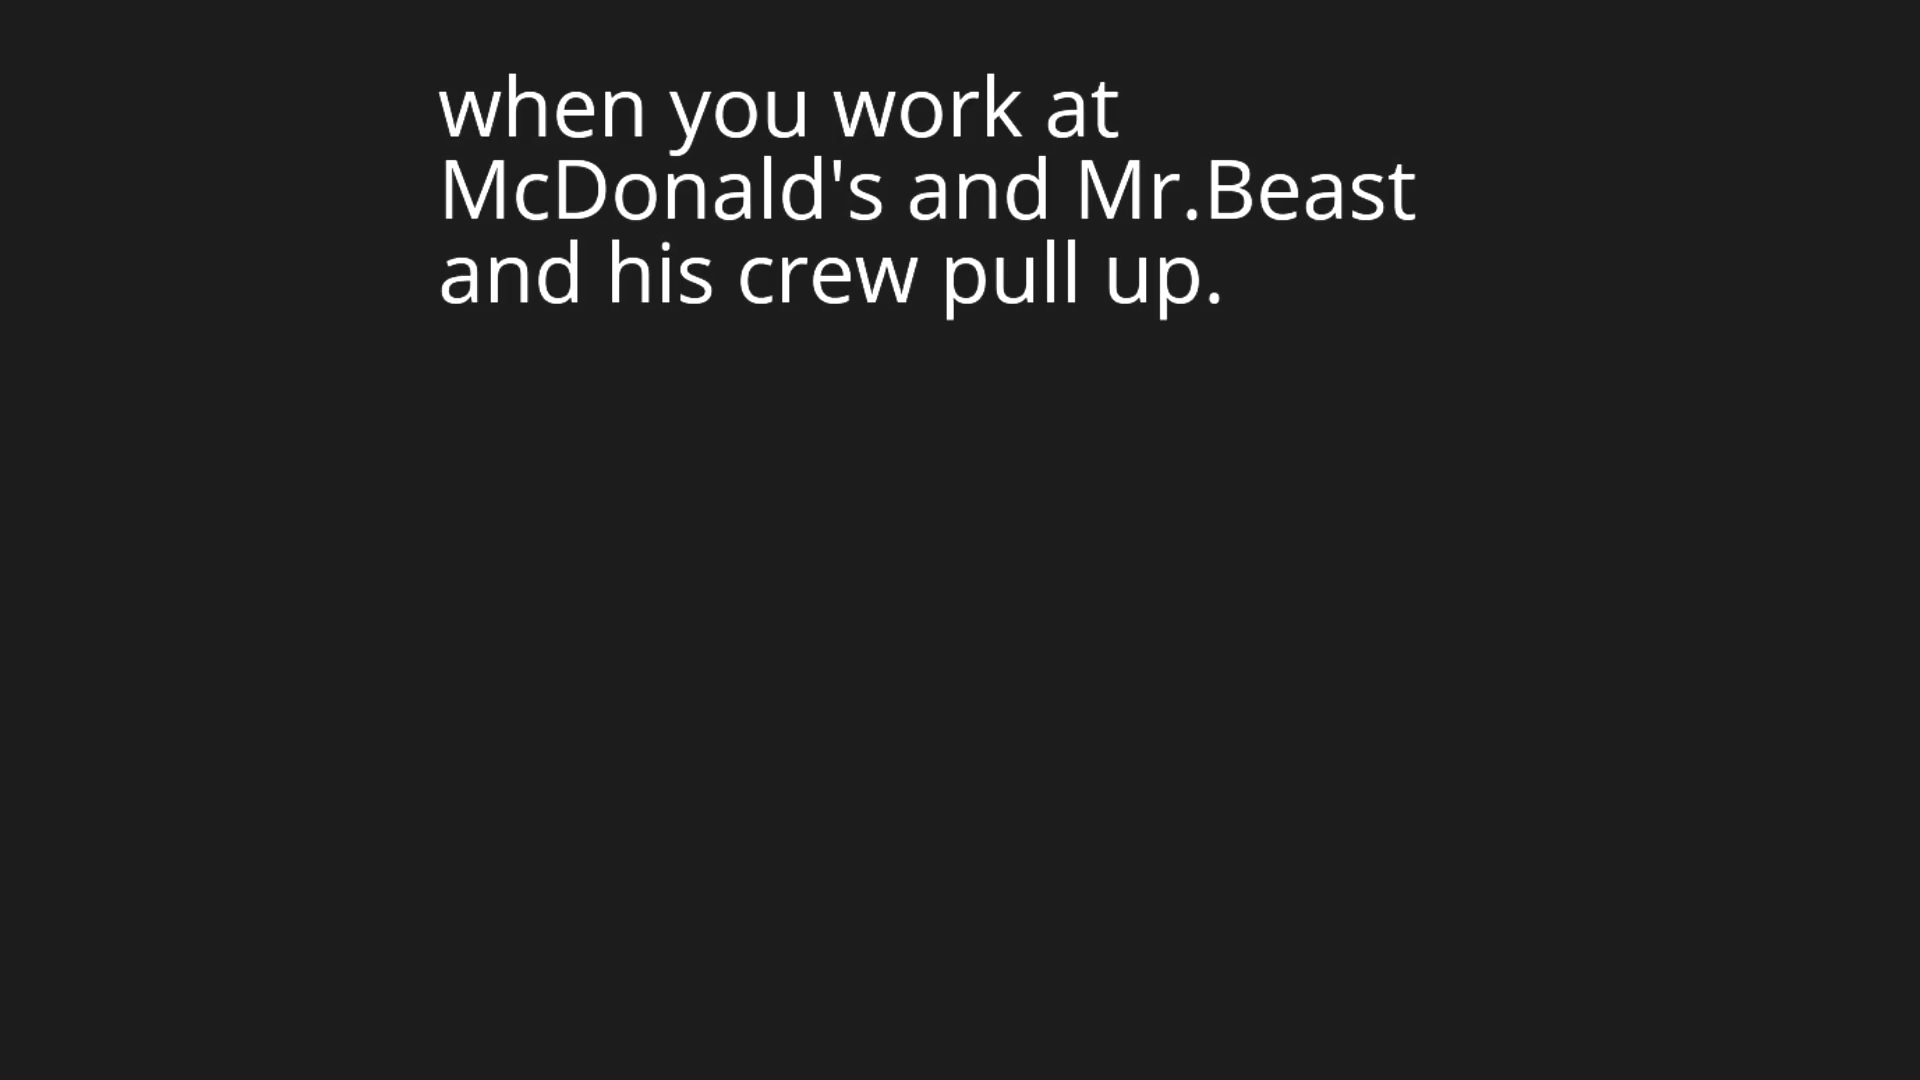 when you work at
McDonald's and Mr.Beast
and his crew pull up.